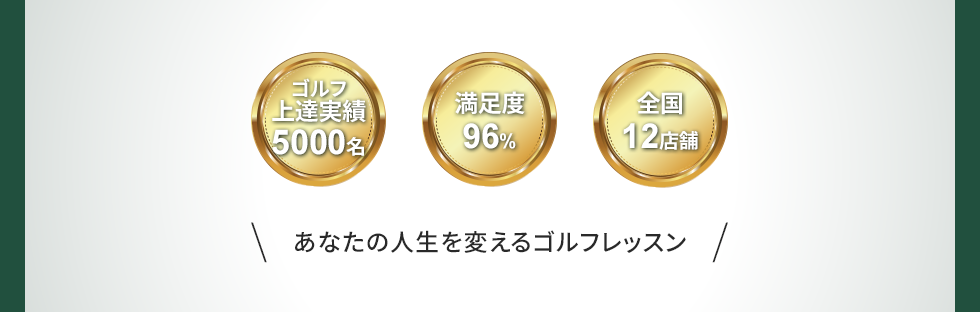 ゴルフ
上達実績
5000名
満足度
96%
全国
12店舗
あなたの人生を変えるゴルフレッスン